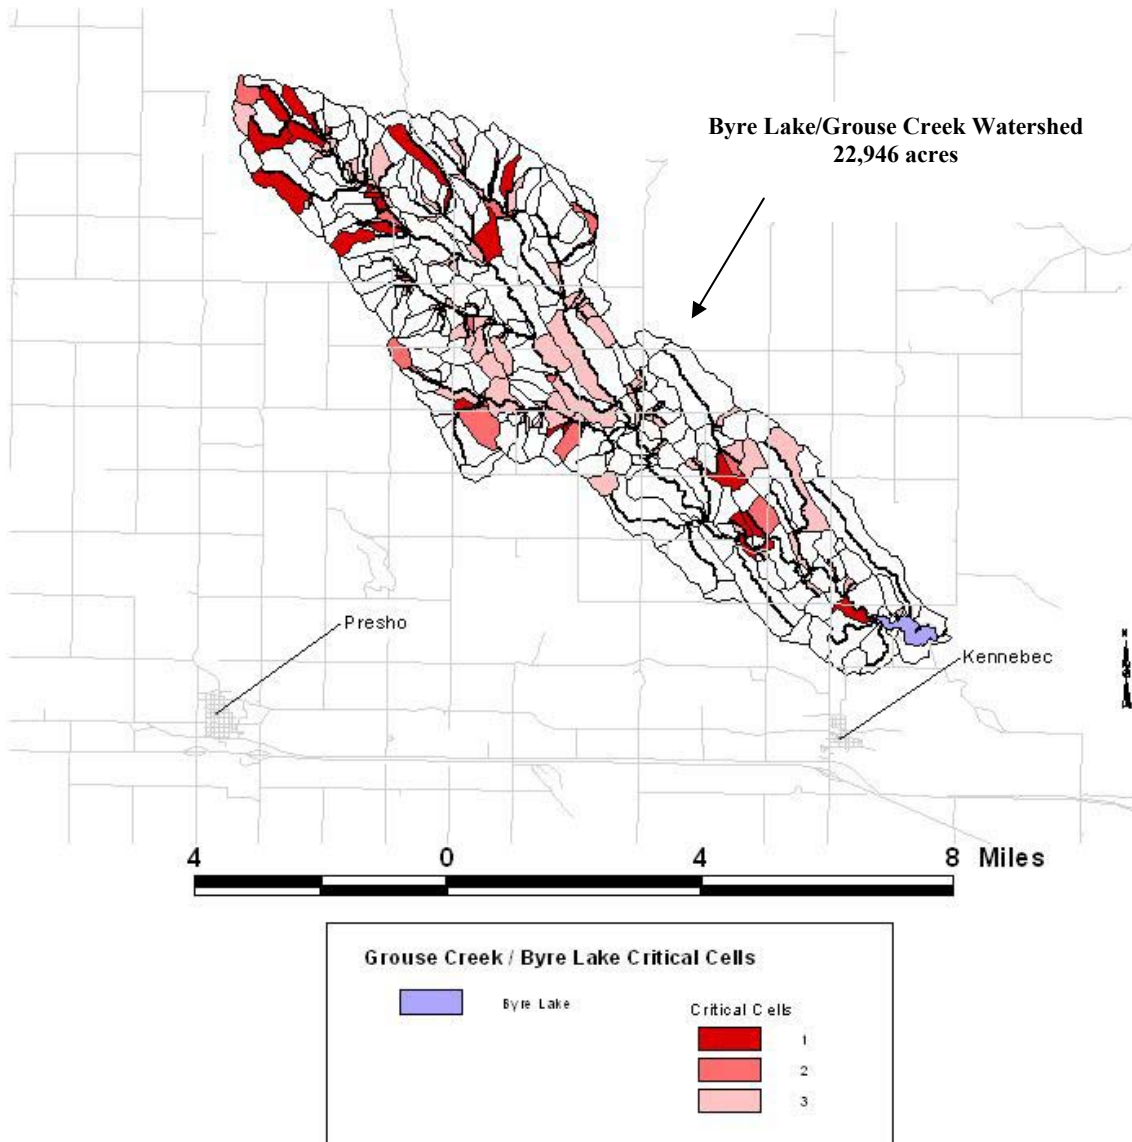 Byre Lake/Grouse Creek Watershed
22,946 acres
Presho
Kennebec
4 0 4 8 Miles
Grouse Creek / Byre Lake Critical Cells
Byre Lake
Critical Cells
1
2
3